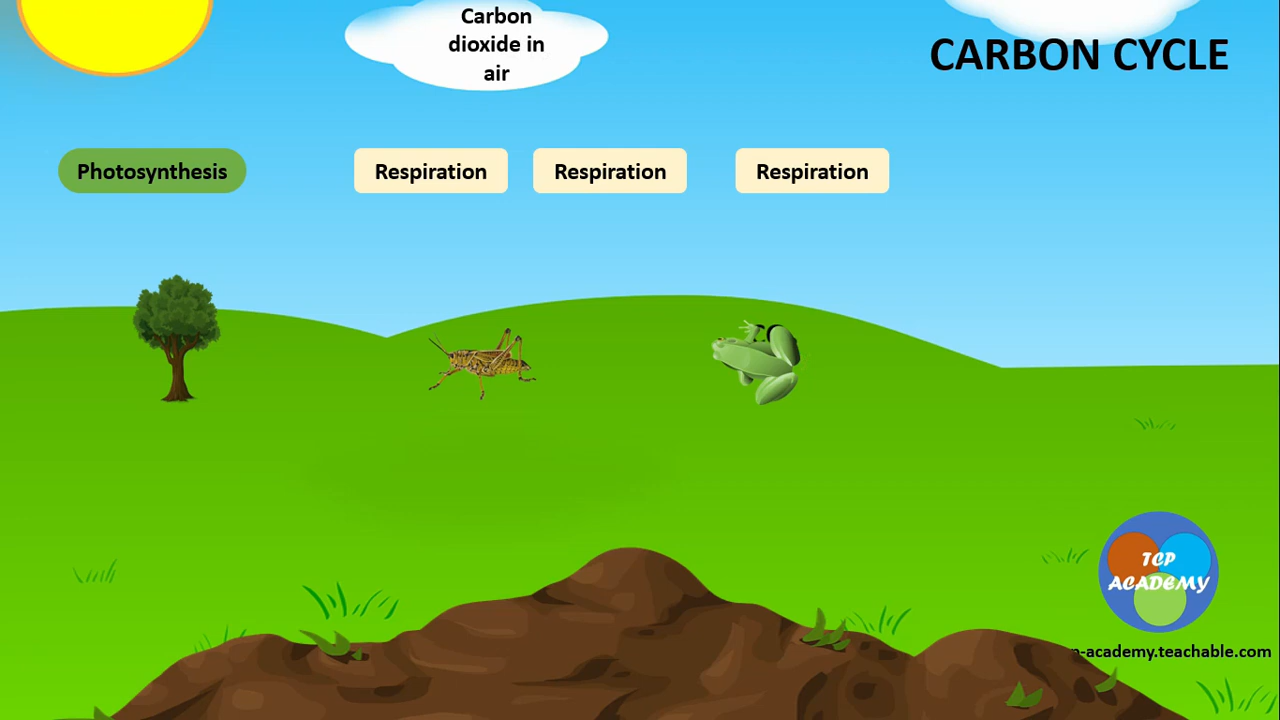 Carbon
dioxide in
air
CARBON CYCLE
Photosynthesis
Respiration
Respiration
Respiration
TCP
ACADEMY
-academy.teachable.com